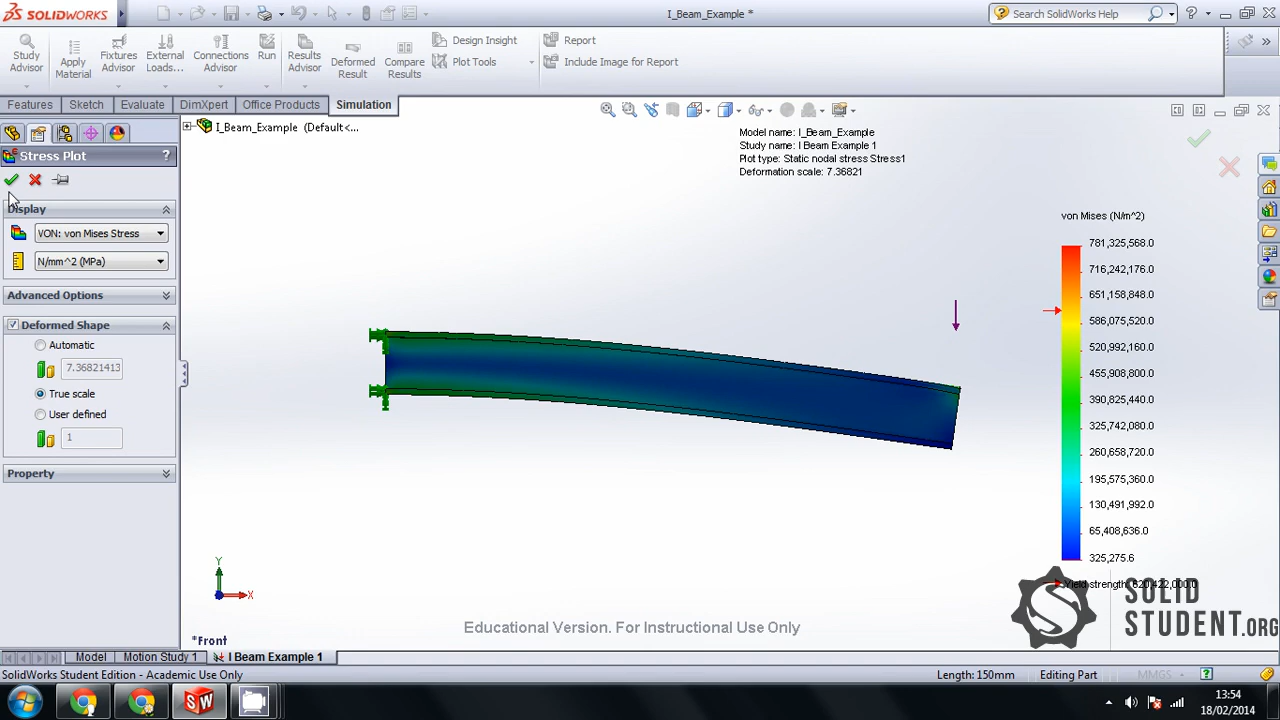 SOLIDWORKS
I_Beam_Example *
Search SolidWorks Help
Study Advisor
Apply Material
Fixtures Advisor
External Loads...
Connections Advisor
Run
Results Advisor
Deformed Result
Compare Results
Design Insight
Plot Tools
Report
Include Image for Report
Features
Sketch
Evaluate
DimXpert
Office Products
Simulation
I_Beam_Example (Default<...
Stress Plot
?
Display
VON: von Mises Stress
N/mm^2 (MPa)
Advanced Options
Deformed Shape
Automatic
7.36821413
True scale
User defined
1
Property
Model name: I_Beam_Example
Study name: I Beam Example 1
Plot type: Static nodal stress Stress1
Deformation scale: 7.36821
von Mises (N/m^2)
781,325,568.0
716,242,176.0
651,158,848.0
586,075,520.0
520,992,160.0
455,908,800.0
390,825,440.0
325,742,080.0
260,658,720.0
195,575,360.0
130,491,992.0
65,408,636.0
325,275.6
Yield strength: 620,422,000.0
SOLID
STUDENT.ORG
Y
X
Educational Version. For Instructional Use Only
*Front
Model
Motion Study 1
I Beam Example 1
SolidWorks Student Edition - Academic Use Only
Length: 150mm
Editing Part
MMGS
?
SW
13:54
18/02/2014